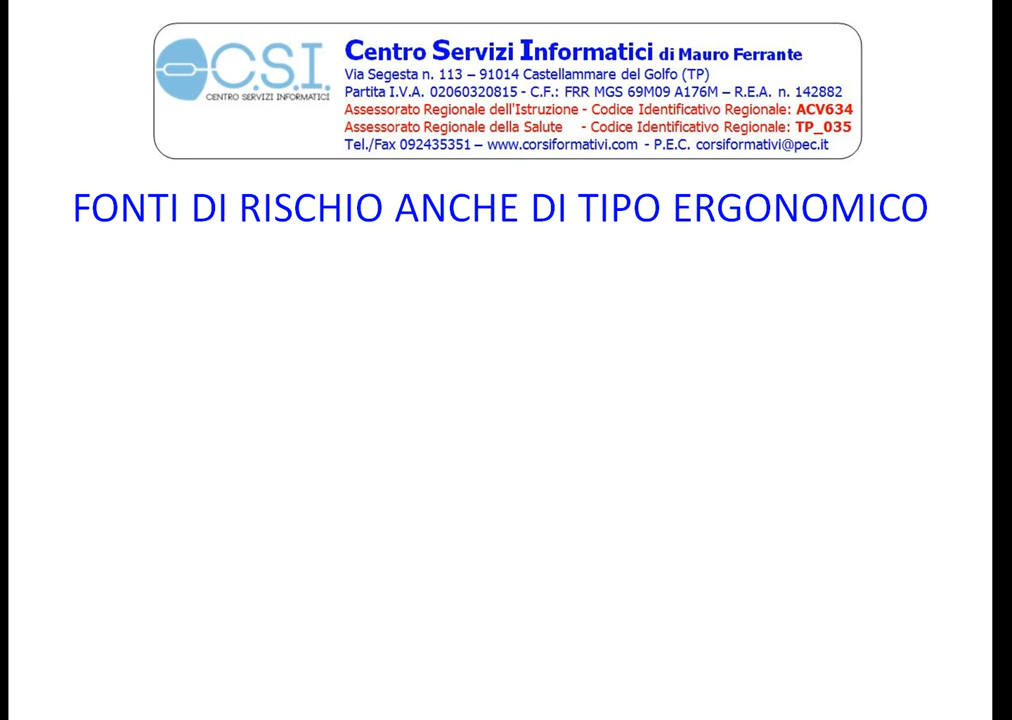 C.S.I.
CENTRO SERVIZI INFORMATICI
Centro Servizi Informatici di Mauro Ferrante
Via Segesta n. 113 – 91014 Castellammare del Golfo (TP)
Partita I.V.A. 02060320815 - C.F.: FRR MGS 69M09 A176M – R.E.A. n. 142882
Assessorato Regionale dell'Istruzione - Codice Identificativo Regionale: ACV634
Assessorato Regionale della Salute - Codice Identificativo Regionale: TP_035
Tel./Fax 092435351 – www.corsiformativi.com - P.E.C. corsiformativi@pec.it
FONTI DI RISCHIO ANCHE DI TIPO ERGONOMICO